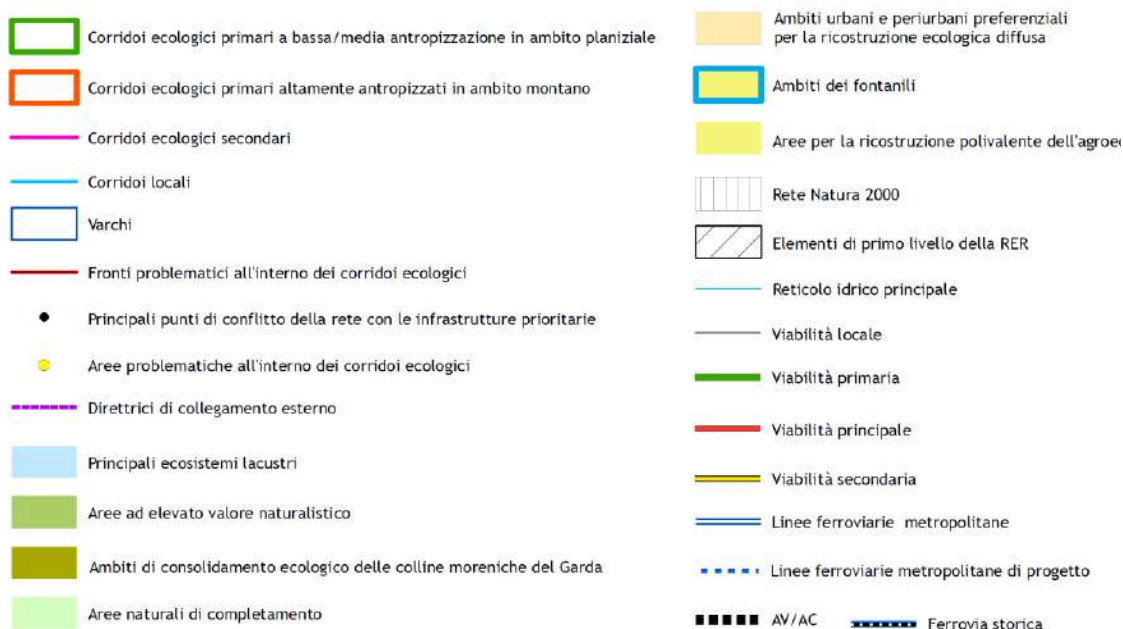 Corridoi ecologici primari a bassa/media antropizzazione in ambito planiziale
Corridoi ecologici primari altamente antropizzati in ambito montano
Corridoi ecologici secondari
Corridoi locali
Varchi
Fronti problematici all'interno dei corridoi ecologici
Principali punti di conflitto della rete con le infrastrutture prioritarie
Aree problematiche all'interno dei corridoi ecologici
Direttrici di collegamento esterno
Principali ecosistemi lacustri
Aree ad elevato valore naturalistico
Ambiti di consolidamento ecologico delle colline moreniche del Garda
Aree naturali di completamento
Ambiti urbani e periurbani preferenziali
per la ricostruzione ecologica diffusa
Ambiti dei fontanili
Aree per la ricostruzione polivalente dell'agroec
Rete Natura 2000
Elementi di primo livello della RER
Reticolo idrico principale
Viabilità locale
Viabilità primaria
Viabilità principale
Viabilità secondaria
Linee ferroviarie metropolitane
Linee ferroviarie metropolitane di progetto
AV/AC
Ferrovia storica